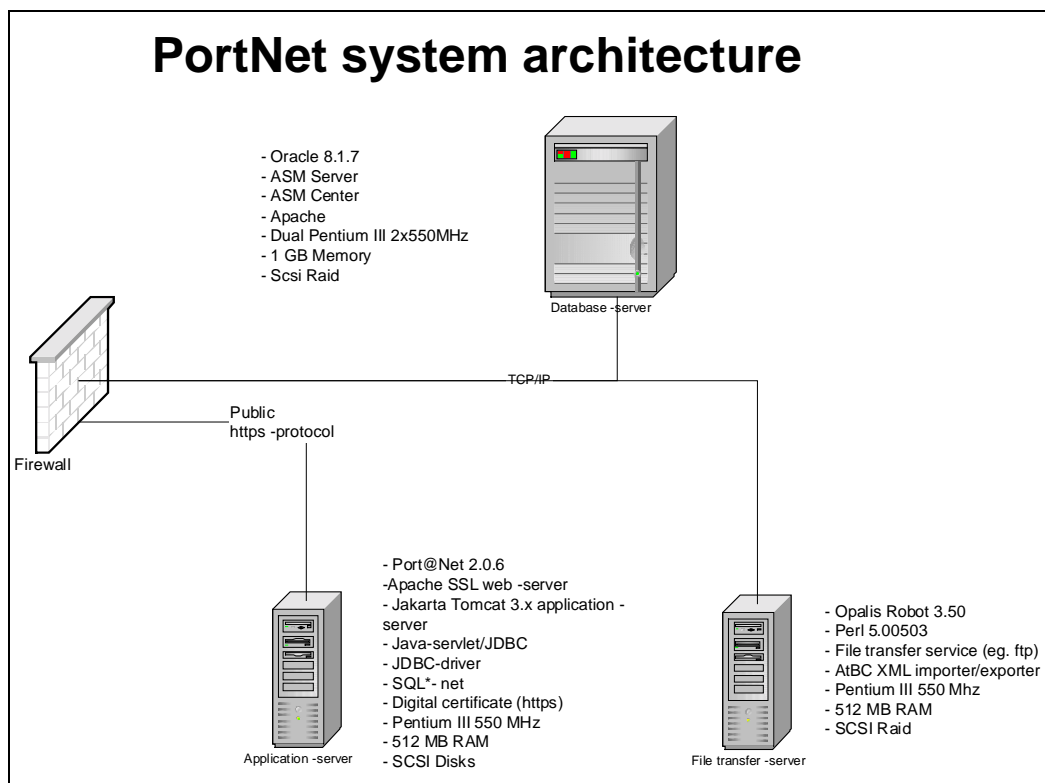 PortNet system architecture
- Oracle 8.1.7
- ASM Server
- ASM Center
- Apache
- Dual Pentium III 2x550MHz
- 1 GB Memory
- Scsi Raid
Database -server
TCP/IP
Public
https -protocol
Firewall
- Port@Net 2.0.6
-Apache SSL web -server
- Jakarta Tomcat 3.x application -
server
- Java-servlet/JDBC
- JDBC-driver
- SQL*- net
- Digital certificate (https)
- Pentium III 550 MHz
- 512 MB RAM
- SCSI Disks
Application -server
- Opalis Robot 3.50
- Perl 5.00503
- File transfer service (eg. ftp)
- AtBC XML importer/exporter
- Pentium III 550 Mhz
- 512 MB RAM
- SCSI Raid
File transfer -server